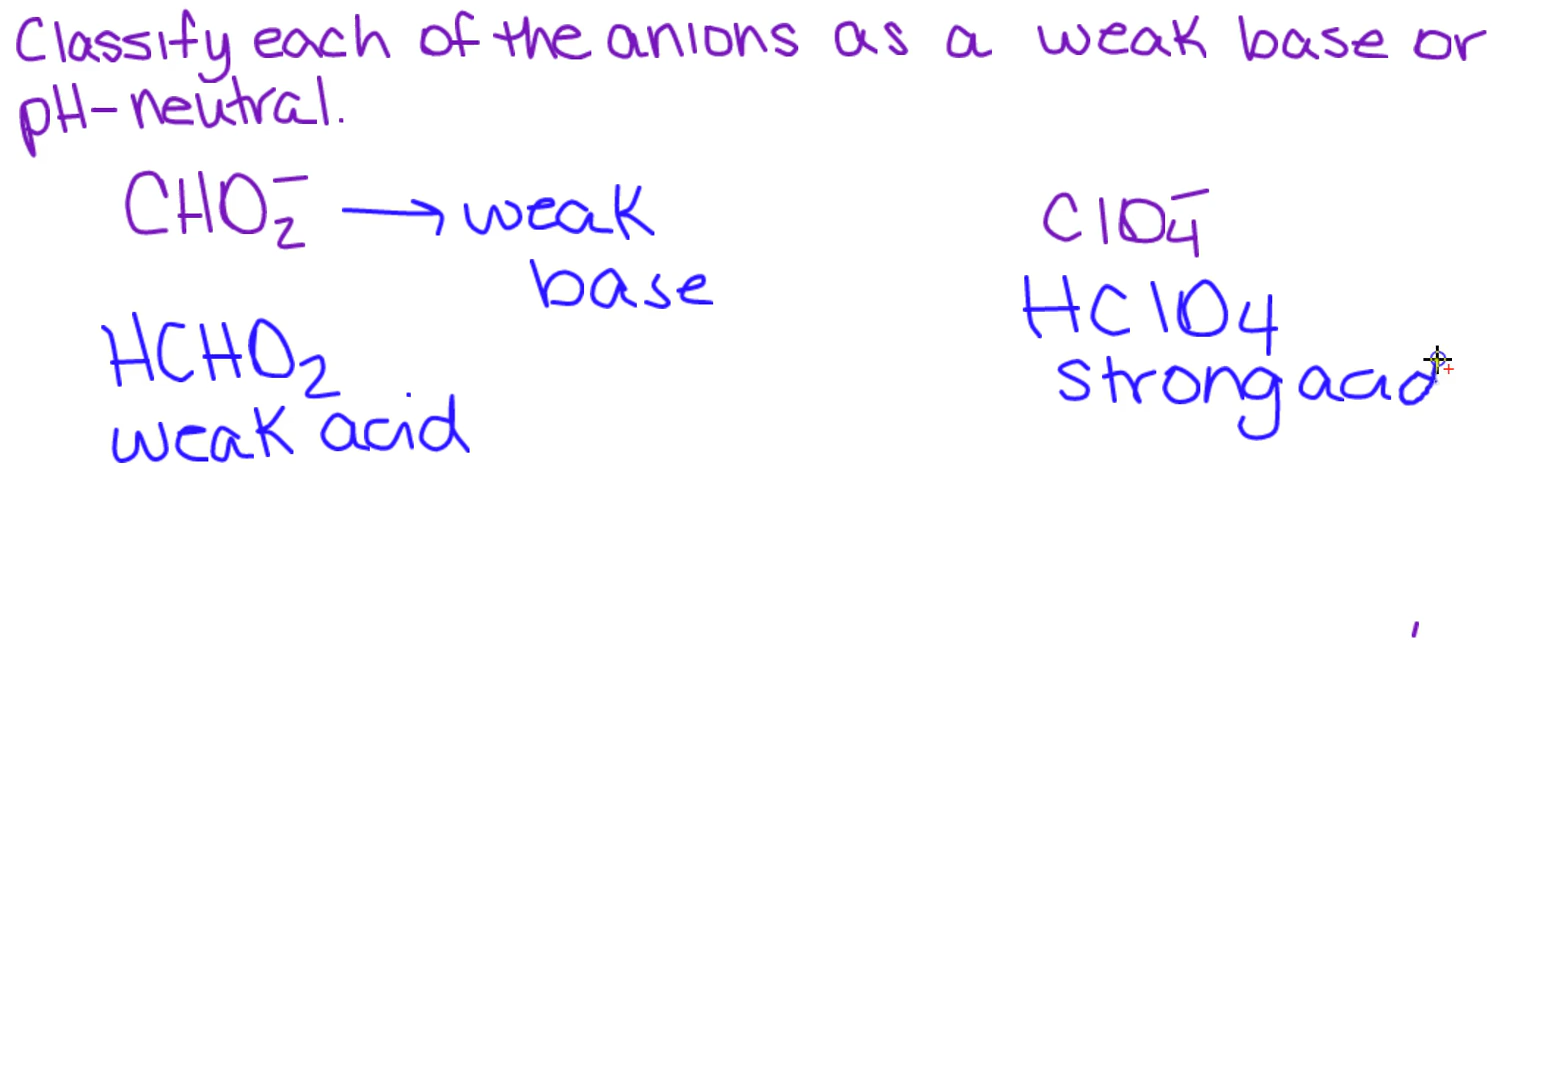 Classify each of the anions as a weak base or
pH-neutral.
CHO₂⁻ → weak
base
HCHO₂
weak acid
ClO₄⁻
HClO₄
strong acid